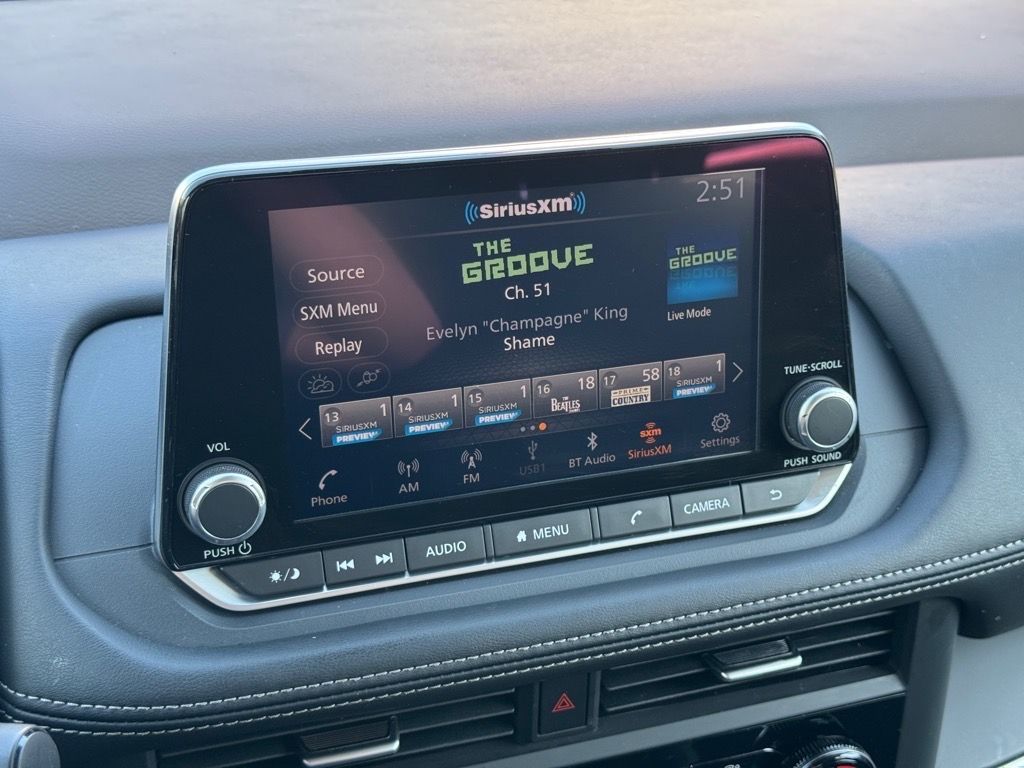 SiriusXm
2:51
THE
GROOVE
Ch. 51
Evelyn "Champagne" King
Shame
THE
GROOVE
Live Mode
Source
SXM Menu
Replay
13 1
SIRIUSXM
PREVIEW
14 1
SIRIUSXM
PREVIEW
15 1
SIRIUSXM
PREVIEW
16 18
THE
BEATLES
17 58
PRIME
COUNTRY
18 1
SIRIUSXM
PREVIEW
Phone
AM
FM
USB1
BT Audio
sxm
SiriusXM
Settings
VOL
PUSH
TUNE·SCROLL
PUSH SOUND
AUDIO
MENU
CAMERA